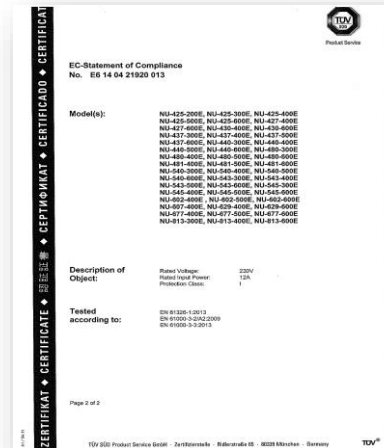 TÜV
SÜD
Product Service
EC-Statement of Compliance
No. E6 14 04 21920 013
Model(s):
NU-425-200E, NU-425-300E, NU-425-400E
NU-425-500E, NU-425-600E, NU-427-400E
NU-427-600E, NU-430-400E, NU-430-600E
NU-437-300E, NU-437-400E, NU-437-500E
NU-437-600E, NU-440-300E, NU-440-400E
NU-440-500E, NU-440-600E, NU-480-300E
NU-480-400E, NU-480-500E, NU-480-600E
NU-481-400E, NU-481-500E, NU-481-600E
NU-540-300E, NU-540-400E, NU-540-500E
NU-540-600E, NU-543-300E, NU-543-400E
NU-543-500E, NU-543-600E, NU-545-300E
NU-545-400E, NU-545-500E, NU-545-600E
NU-602-400E , NU-602-500E, NU-602-600E
NU-607-400E, NU-629-400E, NU-629-600E
NU-677-400E, NU-677-500E, NU-677-600E
NU-813-300E, NU-813-400E, NU-813-600E
Description of
Object:
Rated Voltage: 230V
Rated Input Power: 12A
Protection Class: I
Tested
according to:
EN 61326-1:2013
EN 61000-3-2/A2:2009
EN 61000-3-3:2013
Page 2 of 2
TÜV SÜD Product Service GmbH · Zertifizierstelle · Ridlerstraße 65 · 80339 München · Germany
TÜV®
ZERTIFIKAT ◆ CERTIFICATE ◆ ◆ СЕРТИФИКАТ ◆ CERTIFICADO ◆ CERTIFICAT